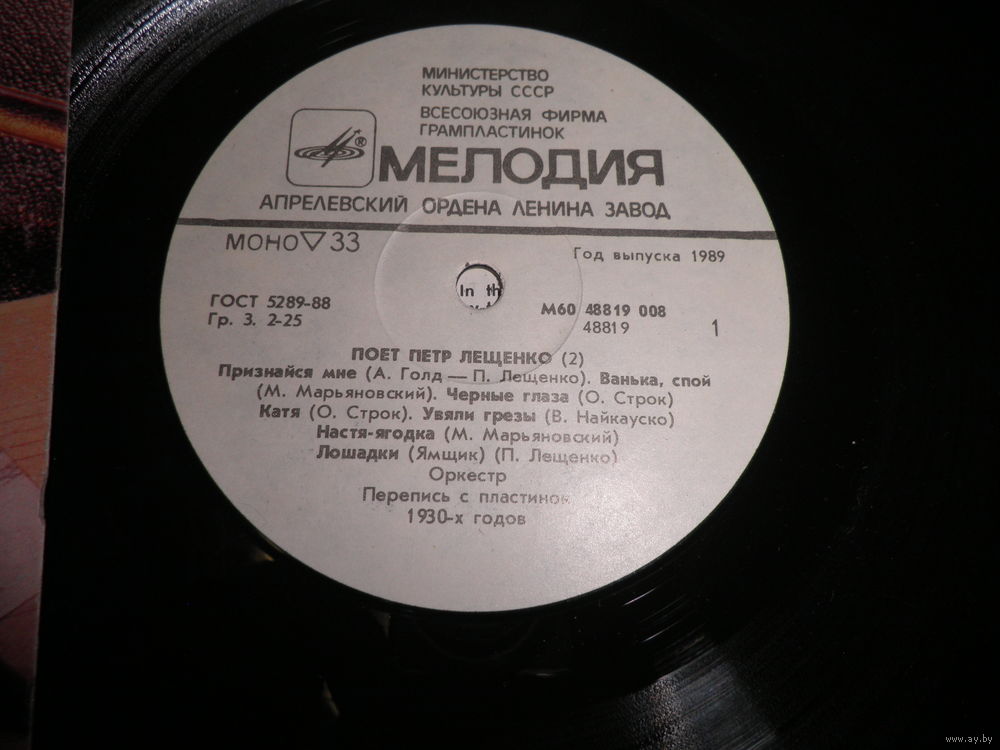 МИНИСТЕРСТВО
КУЛЬТУРЫ СССР
ВСЕСОЮЗНАЯ ФИРМА
ГРАМПЛАСТИНОК
®
МЕЛОДИЯ
АПРЕЛЕВСКИЙ ОРДЕНА ЛЕНИНА ЗАВОД
МОНО ▽ 33
Год выпуска 1989
In th
ГОСТ 5289-88
Гр. 3. 2-25
М60 48819 008
48819
1
ПОЕТ ПЕТР ЛЕЩЕНКО (2)
Признайся мне (А. Голд — П. Лещенко). Ванька, спой
(М. Марьяновский). Черные глаза (О. Строк)
Катя (О. Строк). Увяли грезы (В. Найкауско)
Настя-ягодка (М. Марьяновский)
Лошадки (Ямщик) (П. Лещенко)
Оркестр
Перепись с пластинок
1930-х годов
www.ay.by